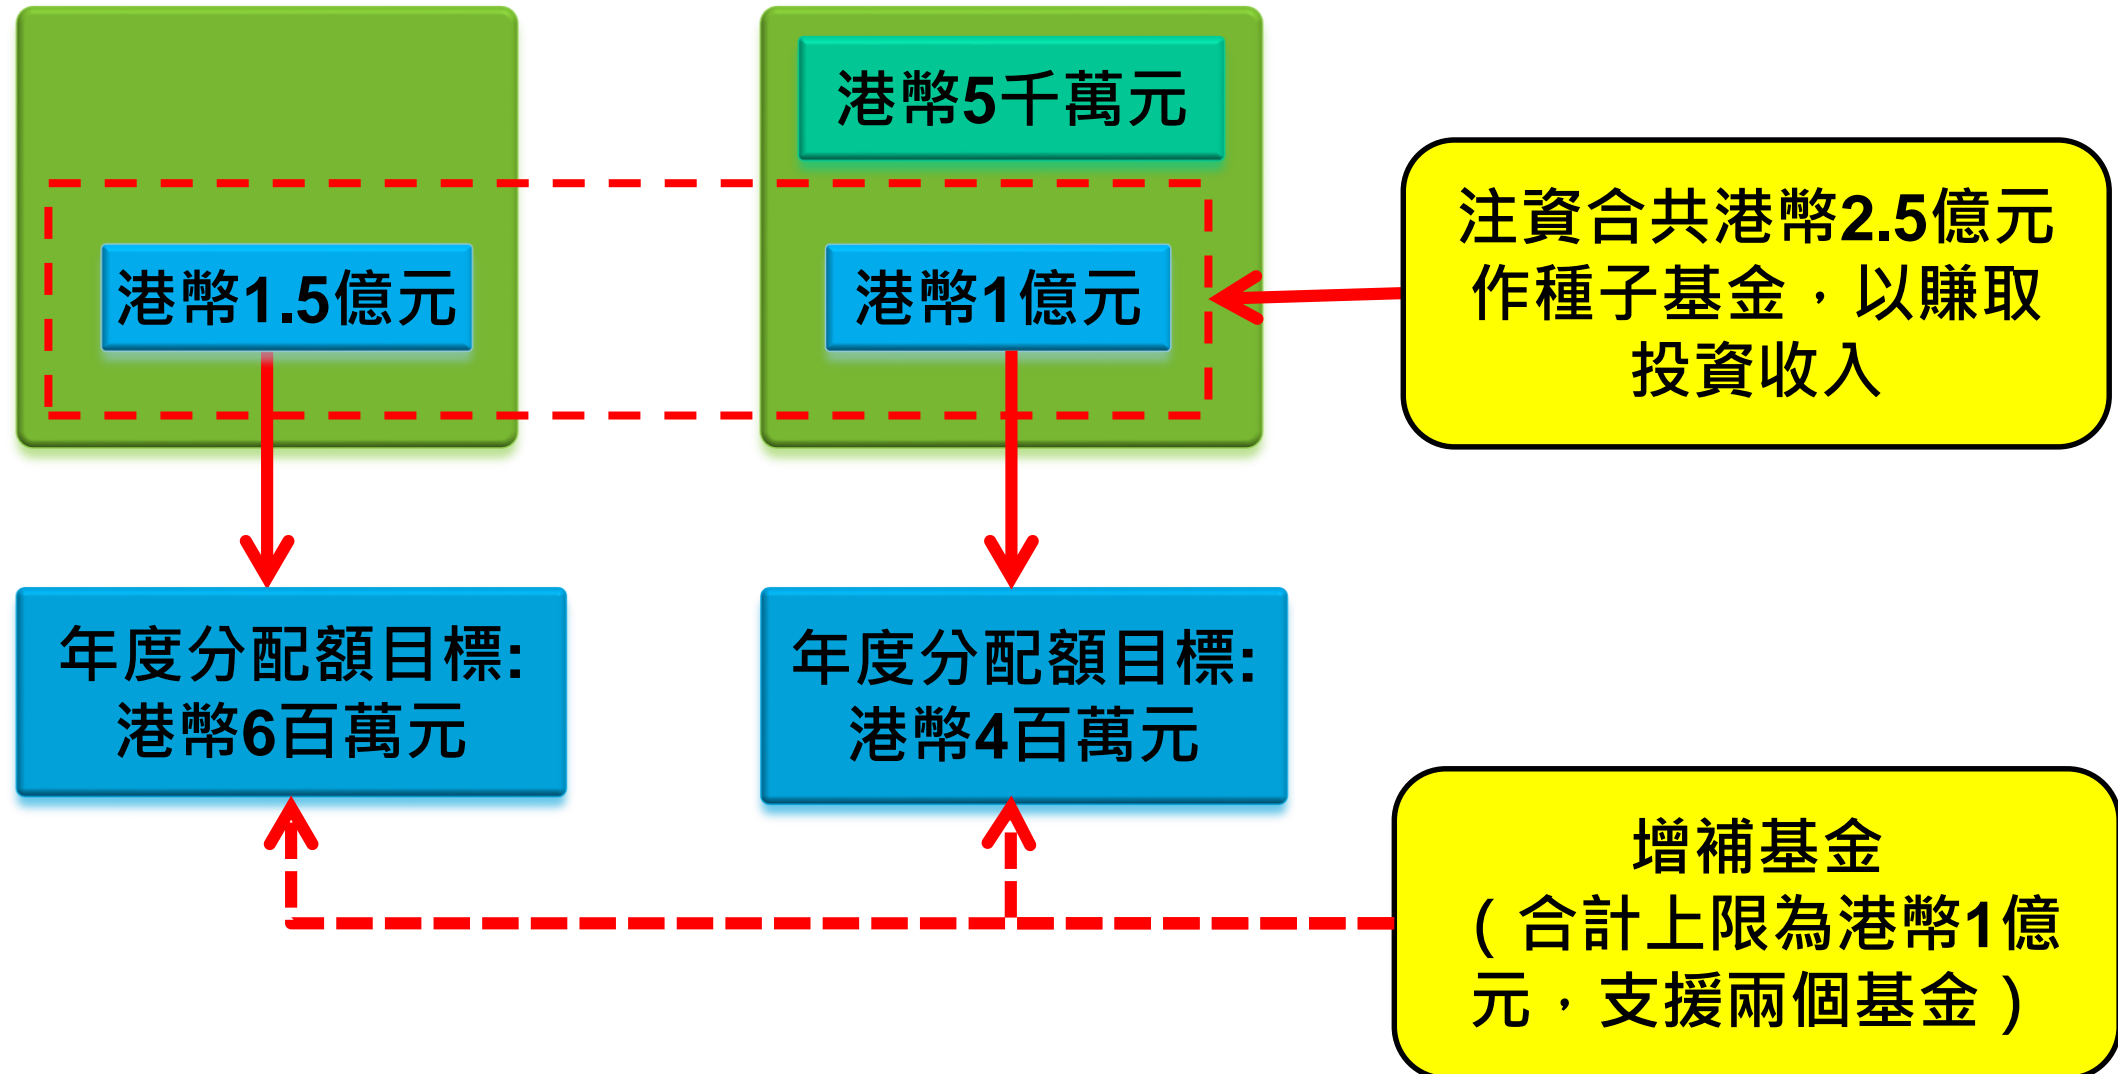 港幣5千萬元
港幣1.5億元
港幣1億元
注資合共港幣2.5億元
作種子基金，以賺取
投資收入
年度分配額目標:
港幣6百萬元
年度分配額目標:
港幣4百萬元
增補基金
（合計上限為港幣1億
元，支援兩個基金）